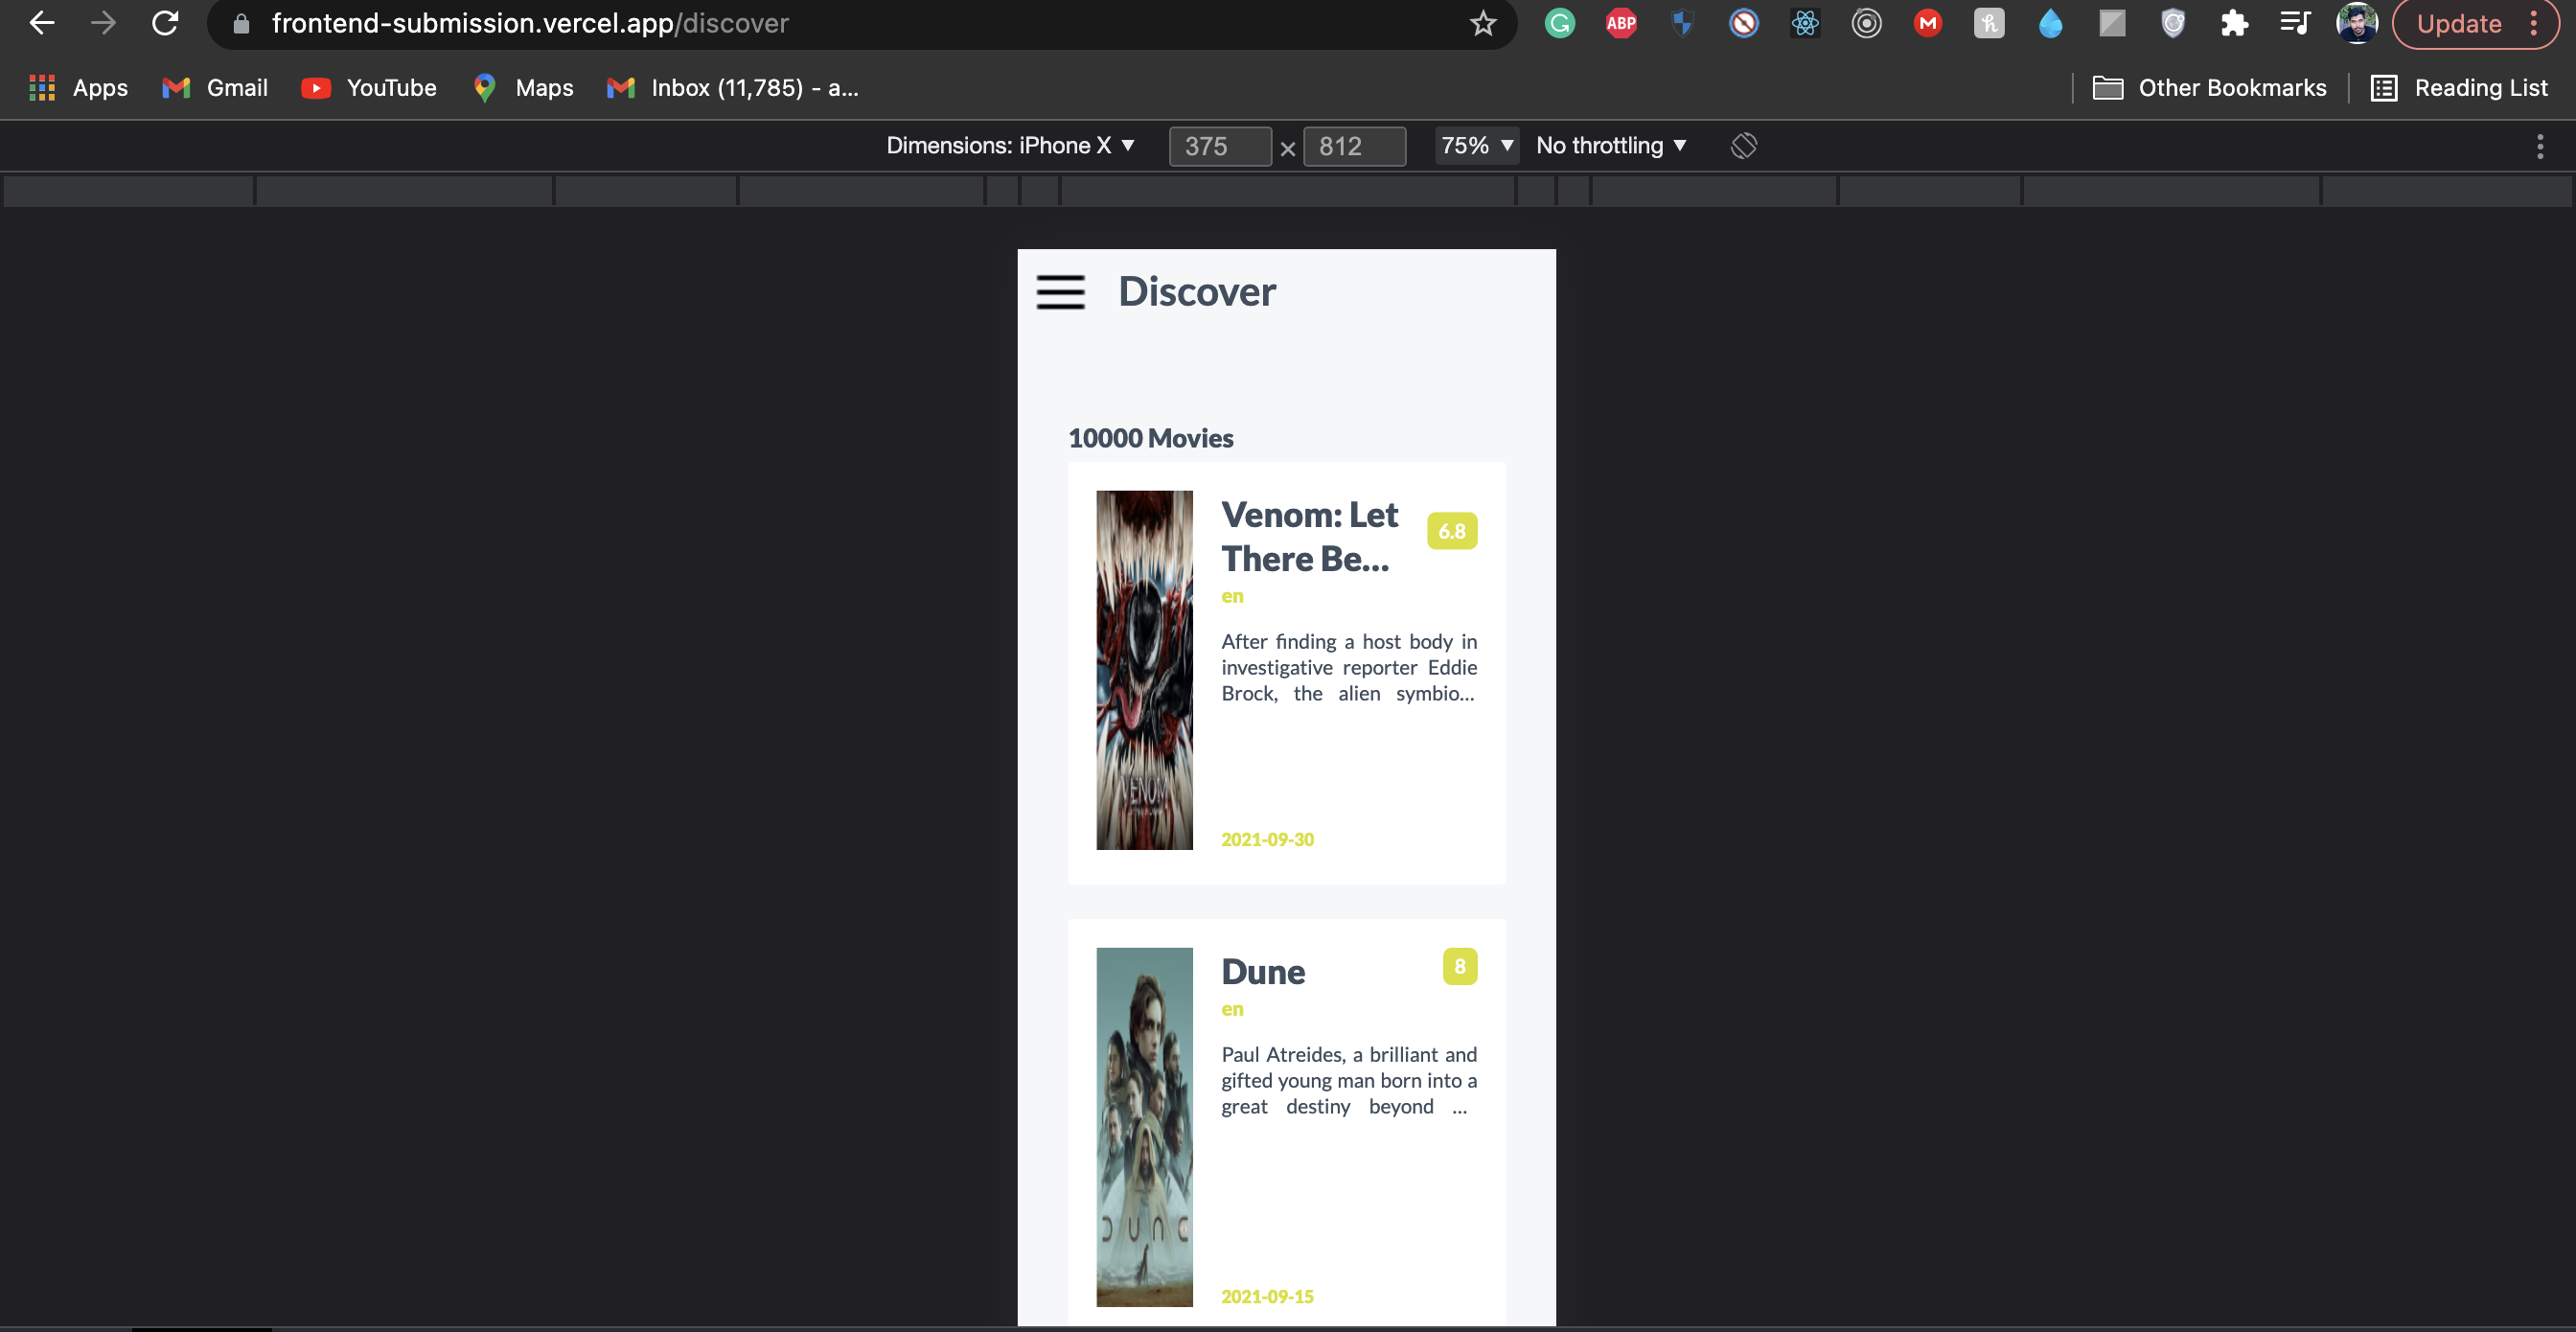 frontend-submission.vercel.app/discover
ABP
Update
Apps
Gmail
YouTube
Maps
Inbox (11,785) - a...
Other Bookmarks
Reading List
Dimensions: iPhone X
375 × 812
75%
No throttling
Discover
10000 Movies
Venom: Let
There Be...
6.8
en
After finding a host body in
investigative reporter Eddie
Brock, the alien symbio...
VENOM
2021-09-30
Dune
8
en
Paul Atreides, a brilliant and
gifted young man born into a
great destiny beyond ...
DUNE
2021-09-15